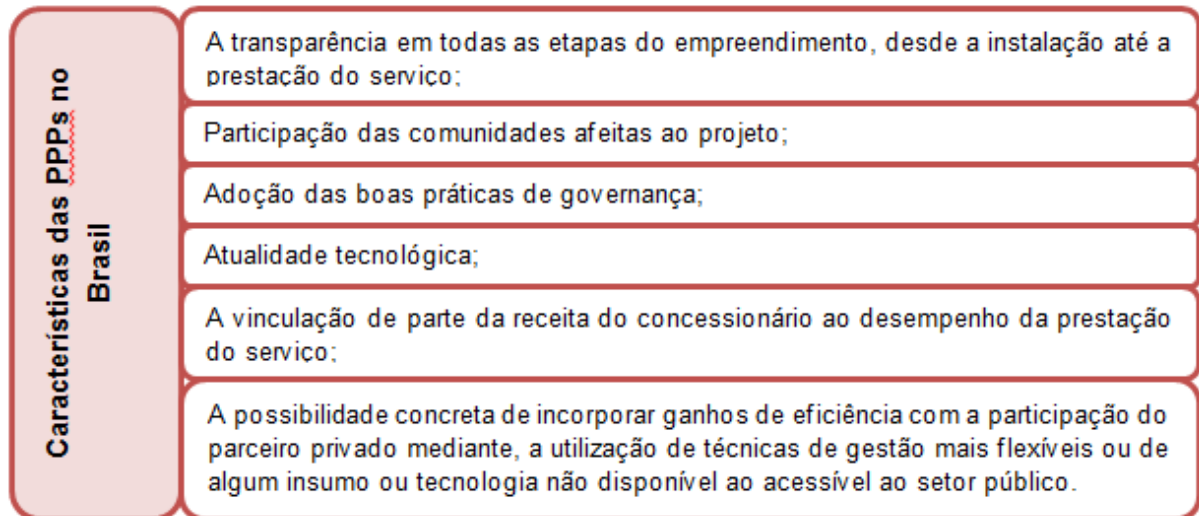 Características das PPPs no
Brasil
A transparência em todas as etapas do empreendimento, desde a instalação até a
prestação do serviço;
Participação das comunidades afeitas ao projeto;
Adoção das boas práticas de governança;
Atualidade tecnológica;
A vinculação de parte da receita do concessionário ao desempenho da prestação
do serviço;
A possibilidade concreta de incorporar ganhos de eficiência com a participação do
parceiro privado mediante, a utilização de técnicas de gestão mais flexíveis ou de
algum insumo ou tecnologia não disponível ao acessível ao setor público.